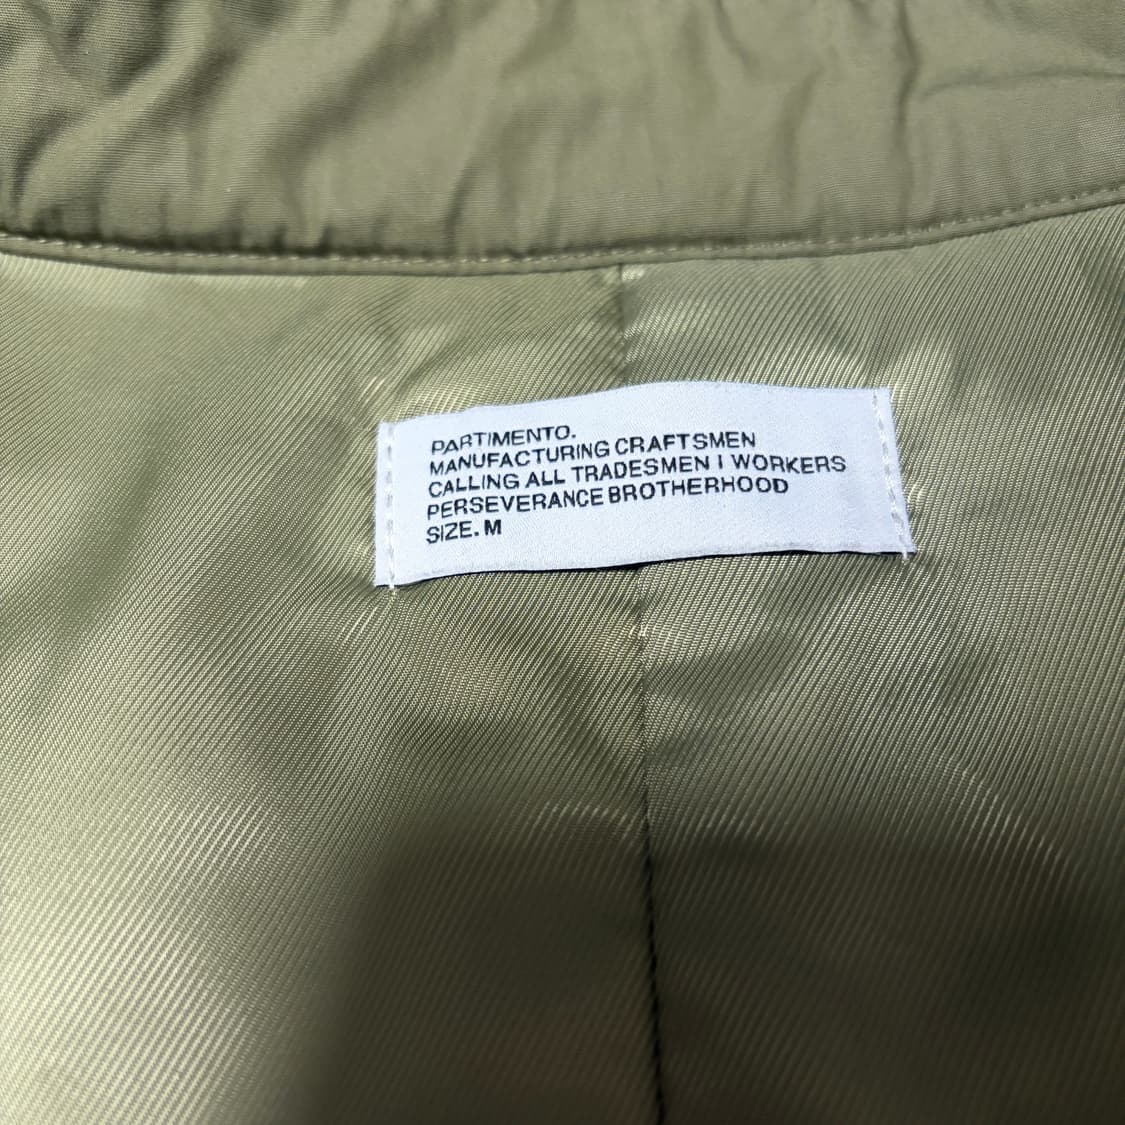 PARTIMENTO.
MANUFACTURING CRAFTSMEN
CALLING ALL TRADESMEN I WORKERS
PERSEVERANCE BROTHERHOOD
SIZE. M